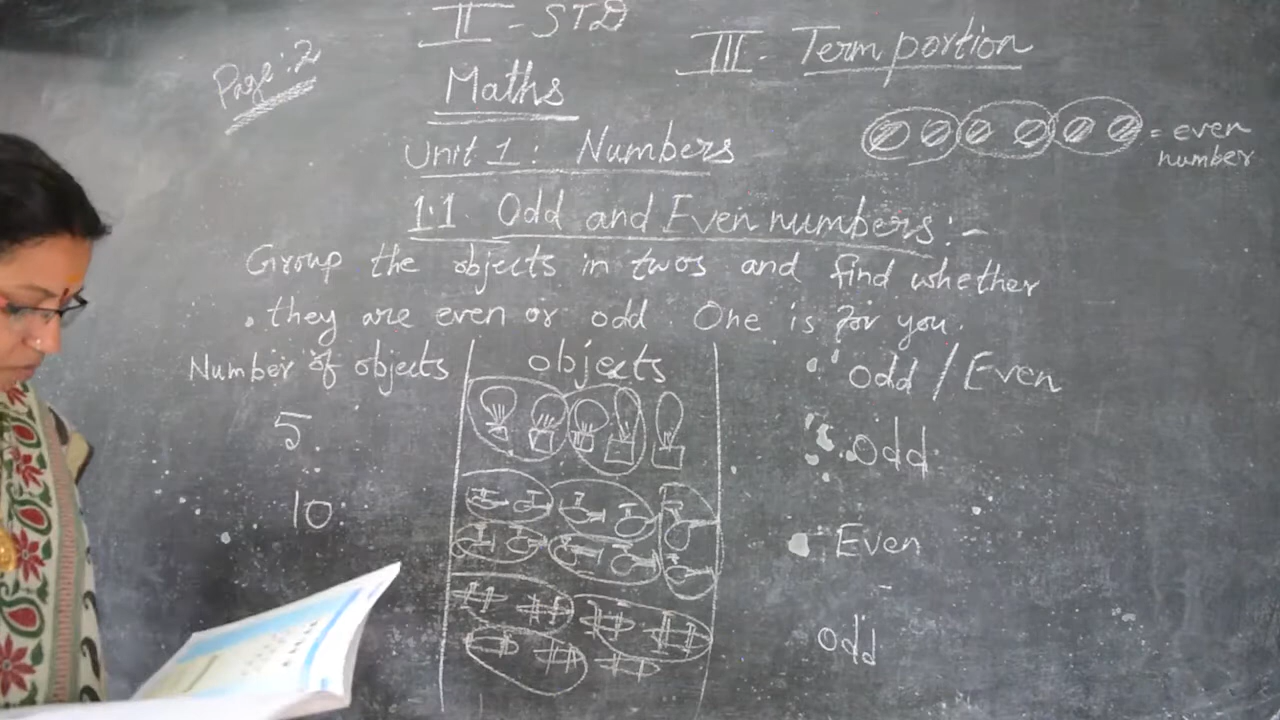 II - STD
Page: 2
III - Term portion
Maths
= even
number
Unit 1: Numbers
1.1. Odd and Even numbers:-
Group the objects in twos and find whether
they are even or odd. One is for you.
Number of objects
objects
Odd / Even
5.
Odd
10.
Even
Odd